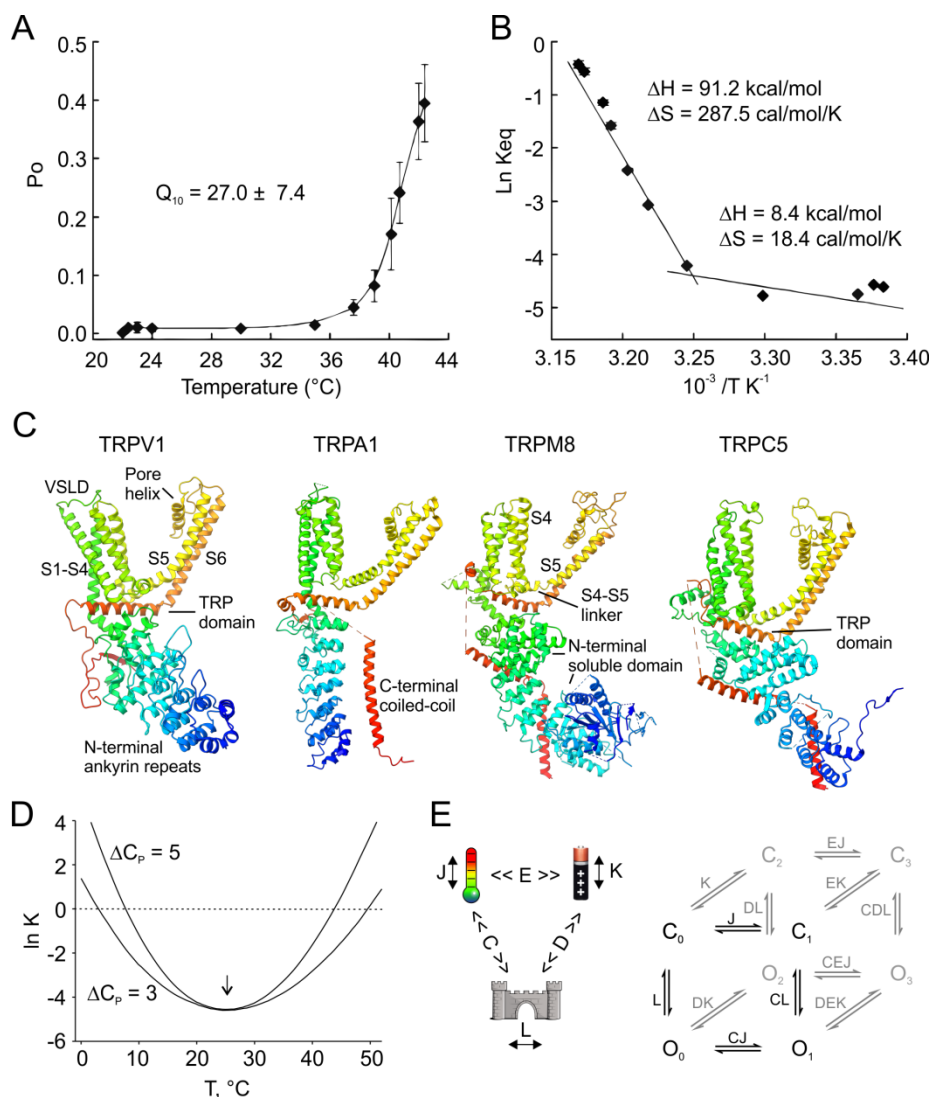 A
0.5
0.4
0.3
0.2
0.1
0.0
Po
Q10 = 27.0 ± 7.4
20 24 28 32 36 40 44
Temperature (°C)
B
0
-1
-2
-3
-4
-5
Ln Keq
ΔH = 91.2 kcal/mol
ΔS = 287.5 cal/mol/K
ΔH = 8.4 kcal/mol
ΔS = 18.4 cal/mol/K
3.15 3.20 3.25 3.30 3.35 3.40
10⁻³ /T K⁻¹
C
TRPV1
VSLD
Pore
helix
S1-S4
S5
S6
TRP
domain
N-terminal
ankyrin repeats
TRPA1
C-terminal
coiled-coil
TRPM8
S4
S5
S4-S5
linker
N-terminal
soluble domain
TRPC5
TRP
domain
D
4
2
0
-2
-4
-6
ln K
ΔCP = 5
ΔCP = 3
0 10 20 30 40 50
T, °C
E
J
<< E >>
K
< C >
< D >
L
C2 EJ C3
K EK
DL CDL
C0 J C1
O2 CEJ O3
L CL
DK DEK
O0 CJ O1